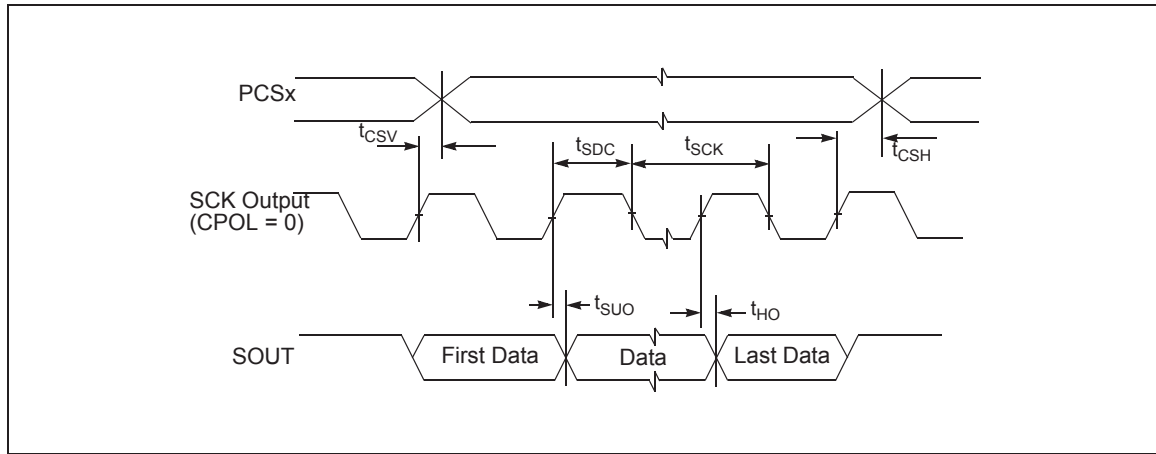 PCSx
tCSV
tSDC
tSCK
tCSH
SCK Output
(CPOL = 0)
tSUO
tHO
SOUT
First Data
Data
Last Data